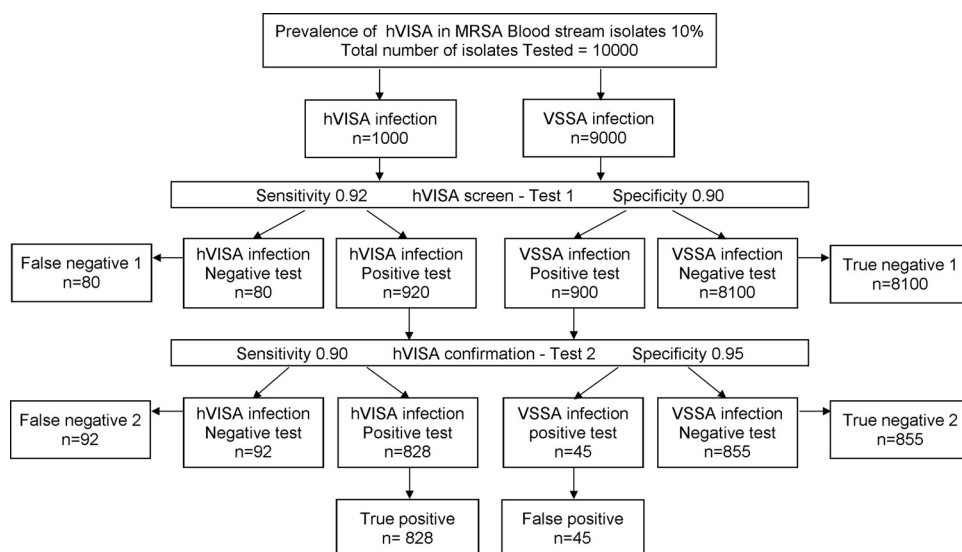 Prevalence of hVISA in MRSA Blood stream isolates 10%
Total number of isolates Tested = 10000
hVISA infection
n=1000
VSSA infection
n=9000
Sensitivity 0.92 hVISA screen - Test 1 Specificity 0.90
False negative 1
n=80
hVISA infection
Negative test
n=80
hVISA infection
Positive test
n=920
VSSA infection
Positive test
n=900
VSSA infection
Negative test
n=8100
True negative 1
n=8100
Sensitivity 0.90 hVISA confirmation - Test 2 Specificity 0.95
False negative 2
n=92
hVISA infection
Negative test
n=92
hVISA infection
Positive test
n=828
VSSA infection
positive test
n=45
VSSA infection
Negative test
n=855
True negative 2
n=855
True positive
n= 828
False positive
n=45